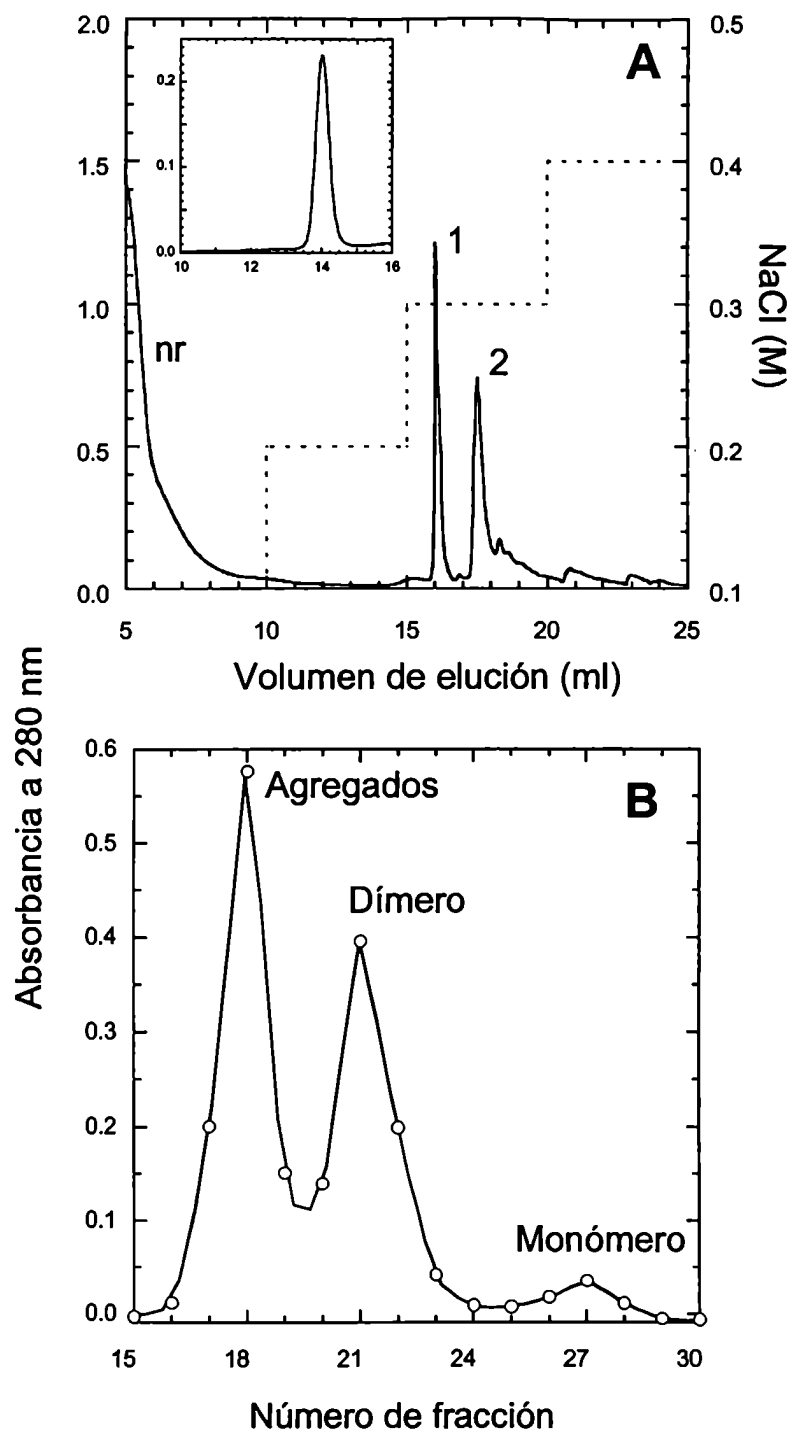 A
2.0
1.5
1.0
0.5
0.0
0.5
0.4
0.3
0.2
0.1
0.2
0.1
0.0
10 12 14 16
nr
1
2
NaCl (M)
5 10 15 20 25
Volumen de elución (ml)
Absorbancia a 280 nm
B
0.6
0.5
0.4
0.3
0.2
0.1
0.0
Agregados
Dímero
Monómero
15 18 21 24 27 30
Número de fracción